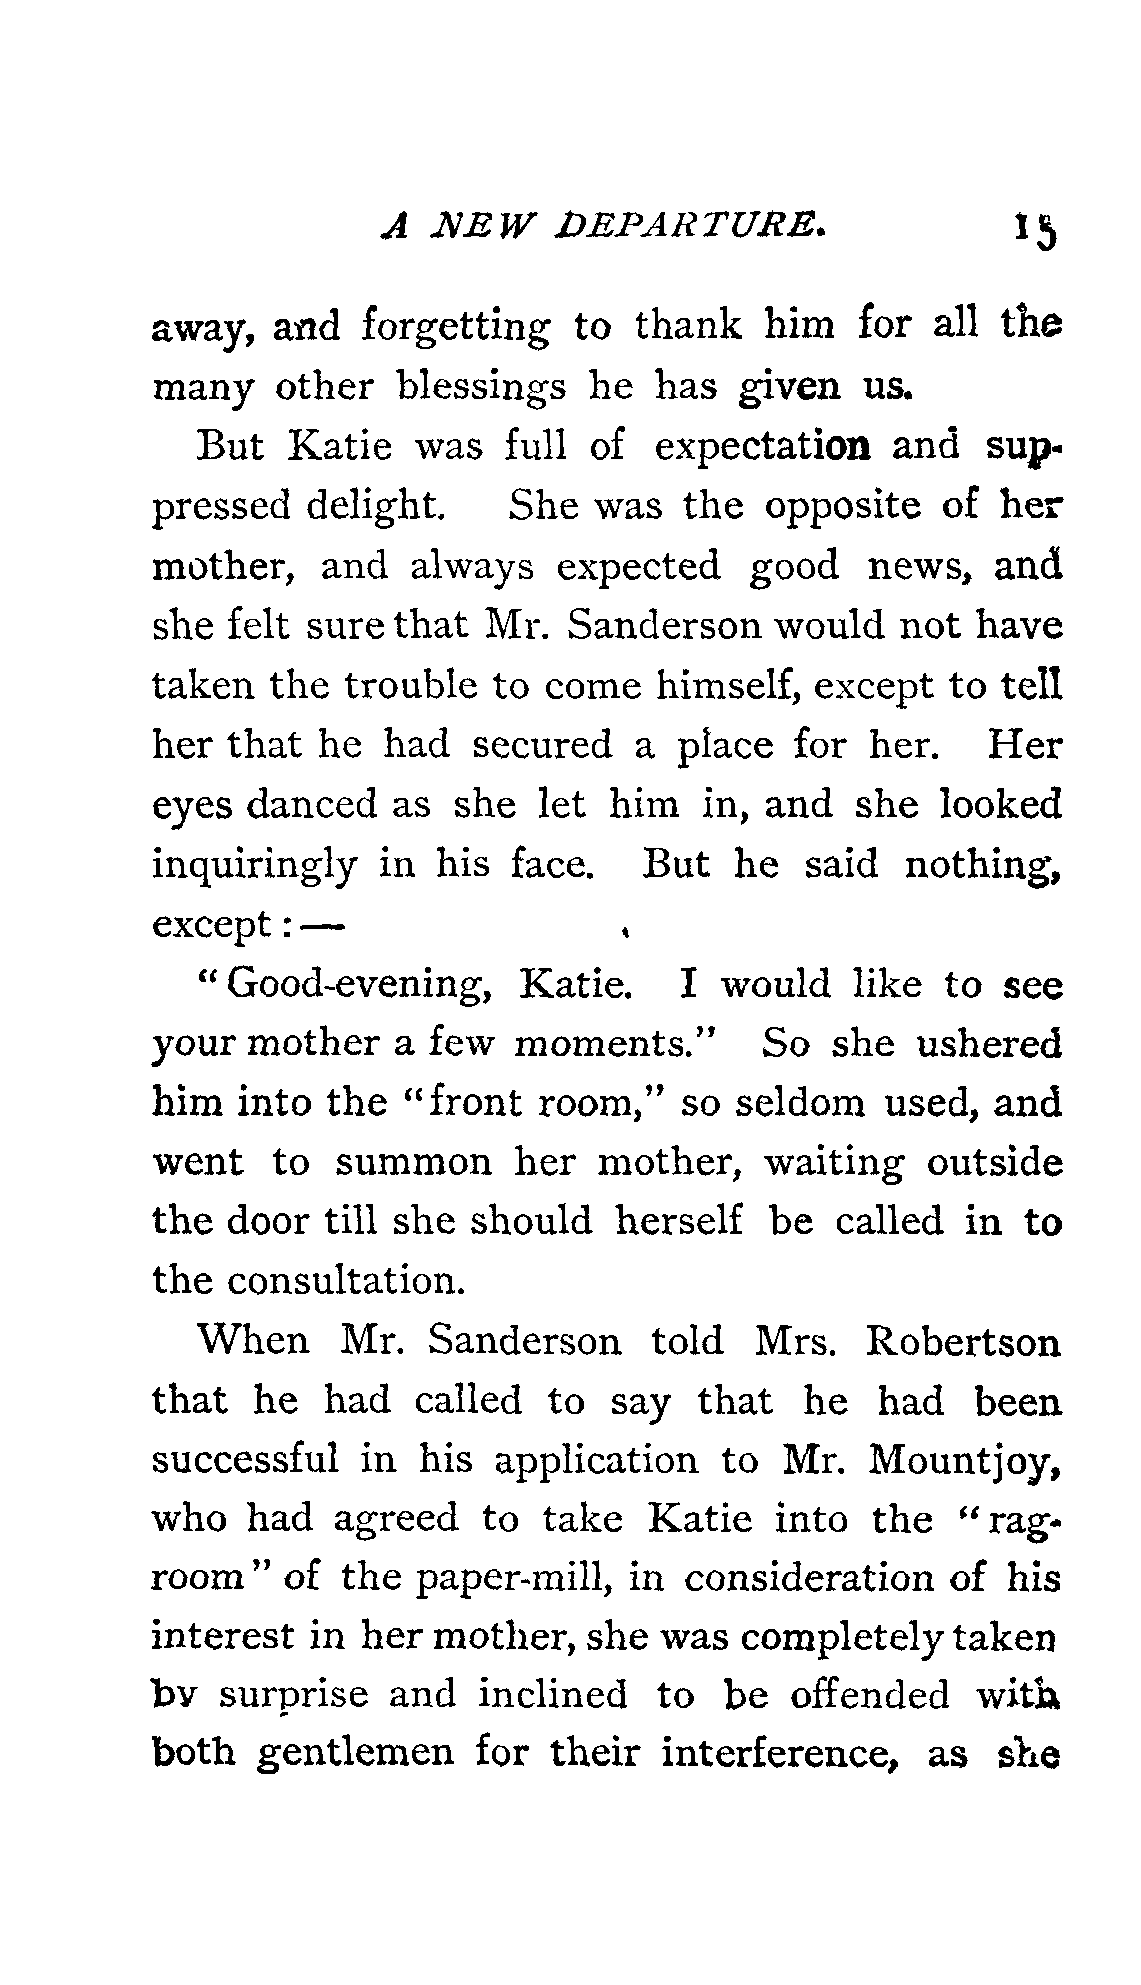 A NEW DEPARTURE. 15
away, and forgetting to thank him for all the
many other blessings he has given us.
But Katie was full of expectation and sup-
pressed delight. She was the opposite of her
mother, and always expected good news, and
she felt sure that Mr. Sanderson would not have
taken the trouble to come himself, except to tell
her that he had secured a place for her. Her
eyes danced as she let him in, and she looked
inquiringly in his face. But he said nothing,
except:—
"Good-evening, Katie. I would like to see
your mother a few moments." So she ushered
him into the "front room," so seldom used, and
went to summon her mother, waiting outside
the door till she should herself be called in to
the consultation.
When Mr. Sanderson told Mrs. Robertson
that he had called to say that he had been
successful in his application to Mr. Mountjoy,
who had agreed to take Katie into the "rag-
room" of the paper-mill, in consideration of his
interest in her mother, she was completely taken
by surprise and inclined to be offended with
both gentlemen for their interference, as she